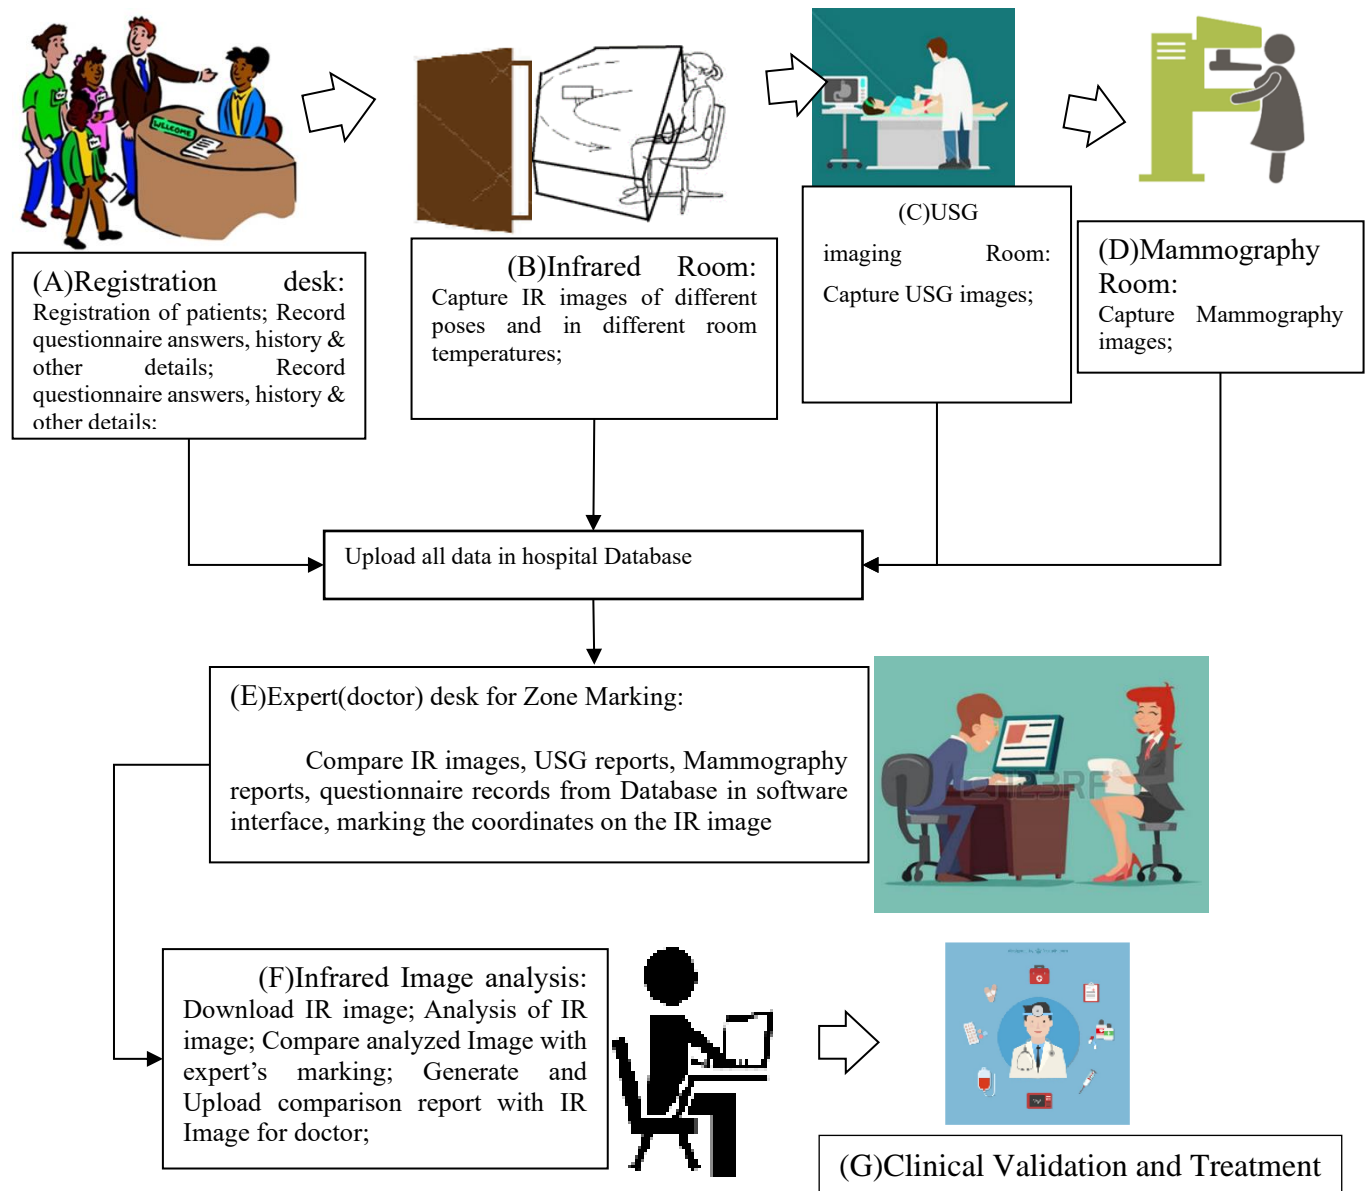 WELCOME
(A)Registration desk:
Registration of patients; Record
questionnaire answers, history &
other details; Record
questionnaire answers, history &
other details;
(B)Infrared Room:
Capture IR images of different
poses and in different room
temperatures;
(C)USG
imaging Room:
Capture USG images;
(D)Mammography
Room:
Capture Mammography
images;
Upload all data in hospital Database
(E)Expert(doctor) desk for Zone Marking:
Compare IR images, USG reports, Mammography
reports, questionnaire records from Database in software
interface, marking the coordinates on the IR image
123RF
(F)Infrared Image analysis:
Download IR image; Analysis of IR
image; Compare analyzed Image with
expert’s marking; Generate and
Upload comparison report with IR
Image for doctor;
(G)Clinical Validation and Treatment